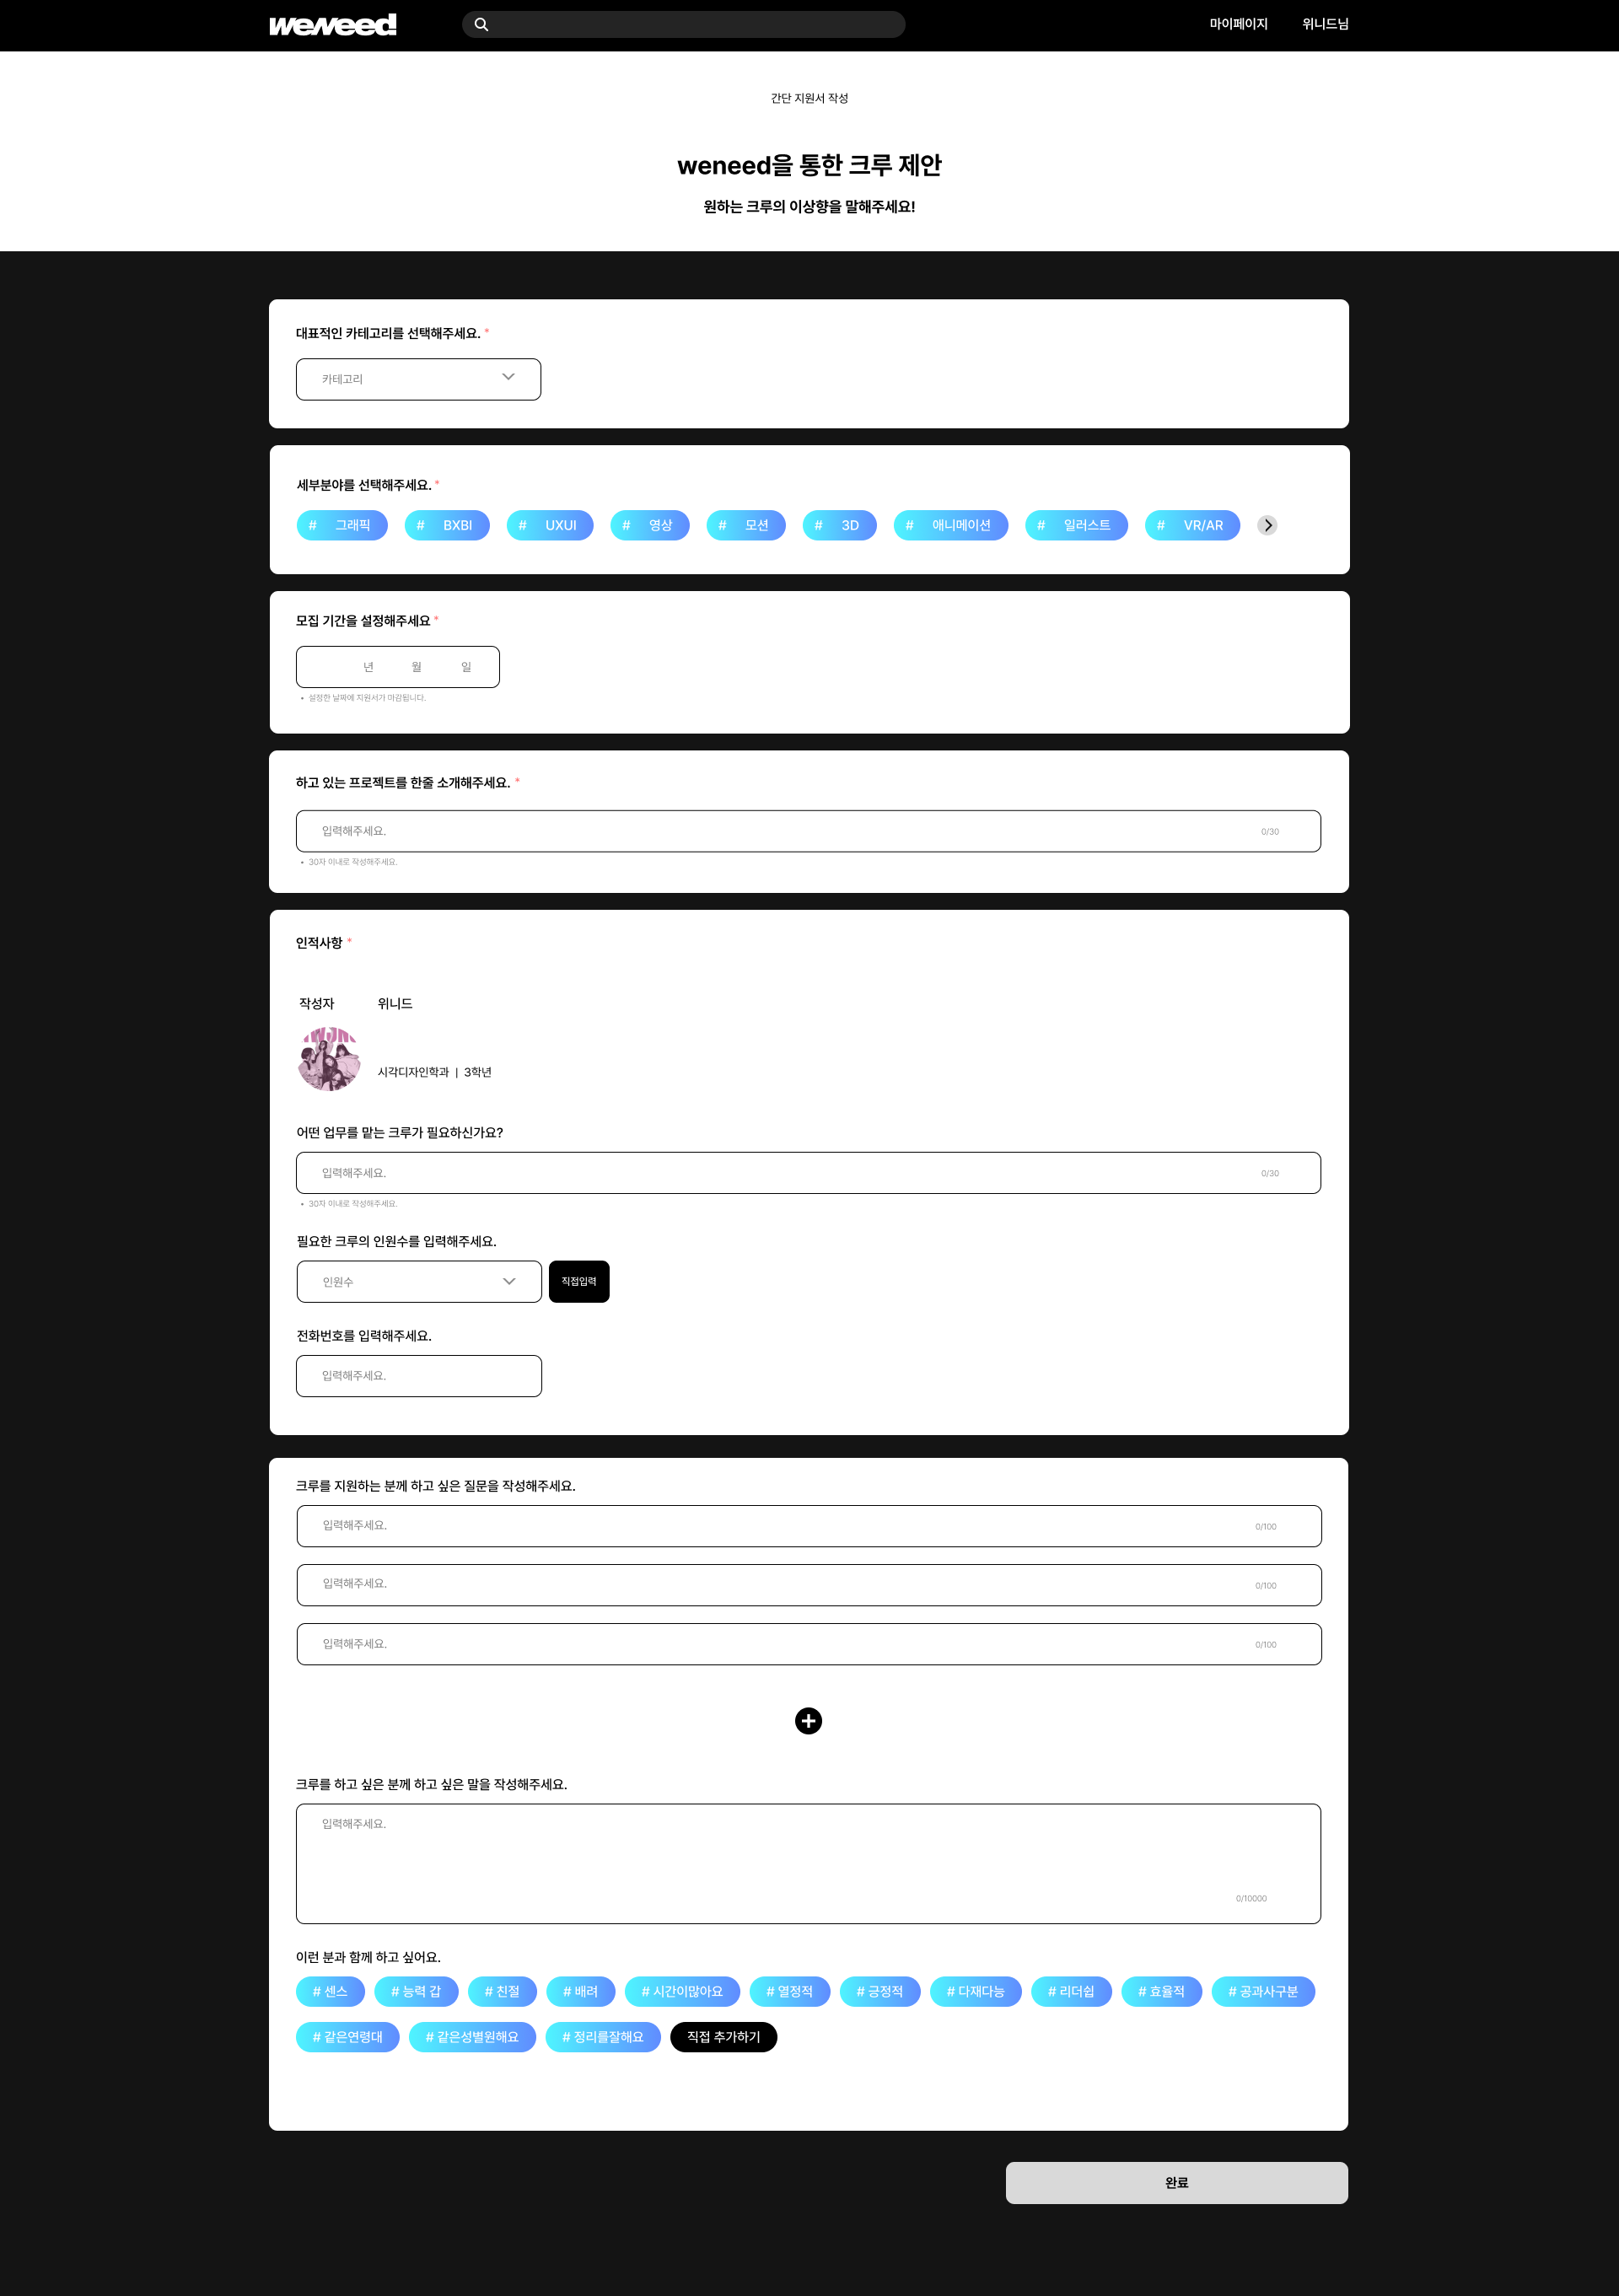 weneed
마이페이지 위니드님
간단 지원서 작성
weneed을 통한 크루 제안
원하는 크루의 이상향을 말해주세요!
대표적인 카테고리를 선택해주세요. *
카테고리
세부분야를 선택해주세요. *
# 그래픽 # BXBI # UXUI # 영상 # 모션 # 3D # 애니메이션 # 일러스트 # VR/AR
모집 기간을 설정해주세요 *
년 월 일
• 설정한 날짜에 지원서가 마감됩니다.
하고 있는 프로젝트를 한줄 소개해주세요. *
입력해주세요. 0/30
• 30자 이내로 작성해주세요.
인적사항 *
작성자 위니드
시각디자인학과 | 3학년
어떤 업무를 맡는 크루가 필요하신가요?
입력해주세요. 0/30
• 30자 이내로 작성해주세요.
필요한 크루의 인원수를 입력해주세요.
인원수 직접입력
전화번호를 입력해주세요.
입력해주세요.
크루를 지원하는 분께 하고 싶은 질문을 작성해주세요.
입력해주세요. 0/100
입력해주세요. 0/100
입력해주세요. 0/100
크루를 하고 싶은 분께 하고 싶은 말을 작성해주세요.
입력해주세요.
0/10000
이런 분과 함께 하고 싶어요.
# 센스 # 능력 갑 # 친절 # 배려 # 시간이많아요 # 열정적 # 긍정적 # 다재다능 # 리더쉽 # 효율적 # 공과사구분
# 같은연령대 # 같은성별원해요 # 정리를잘해요 직접 추가하기
완료